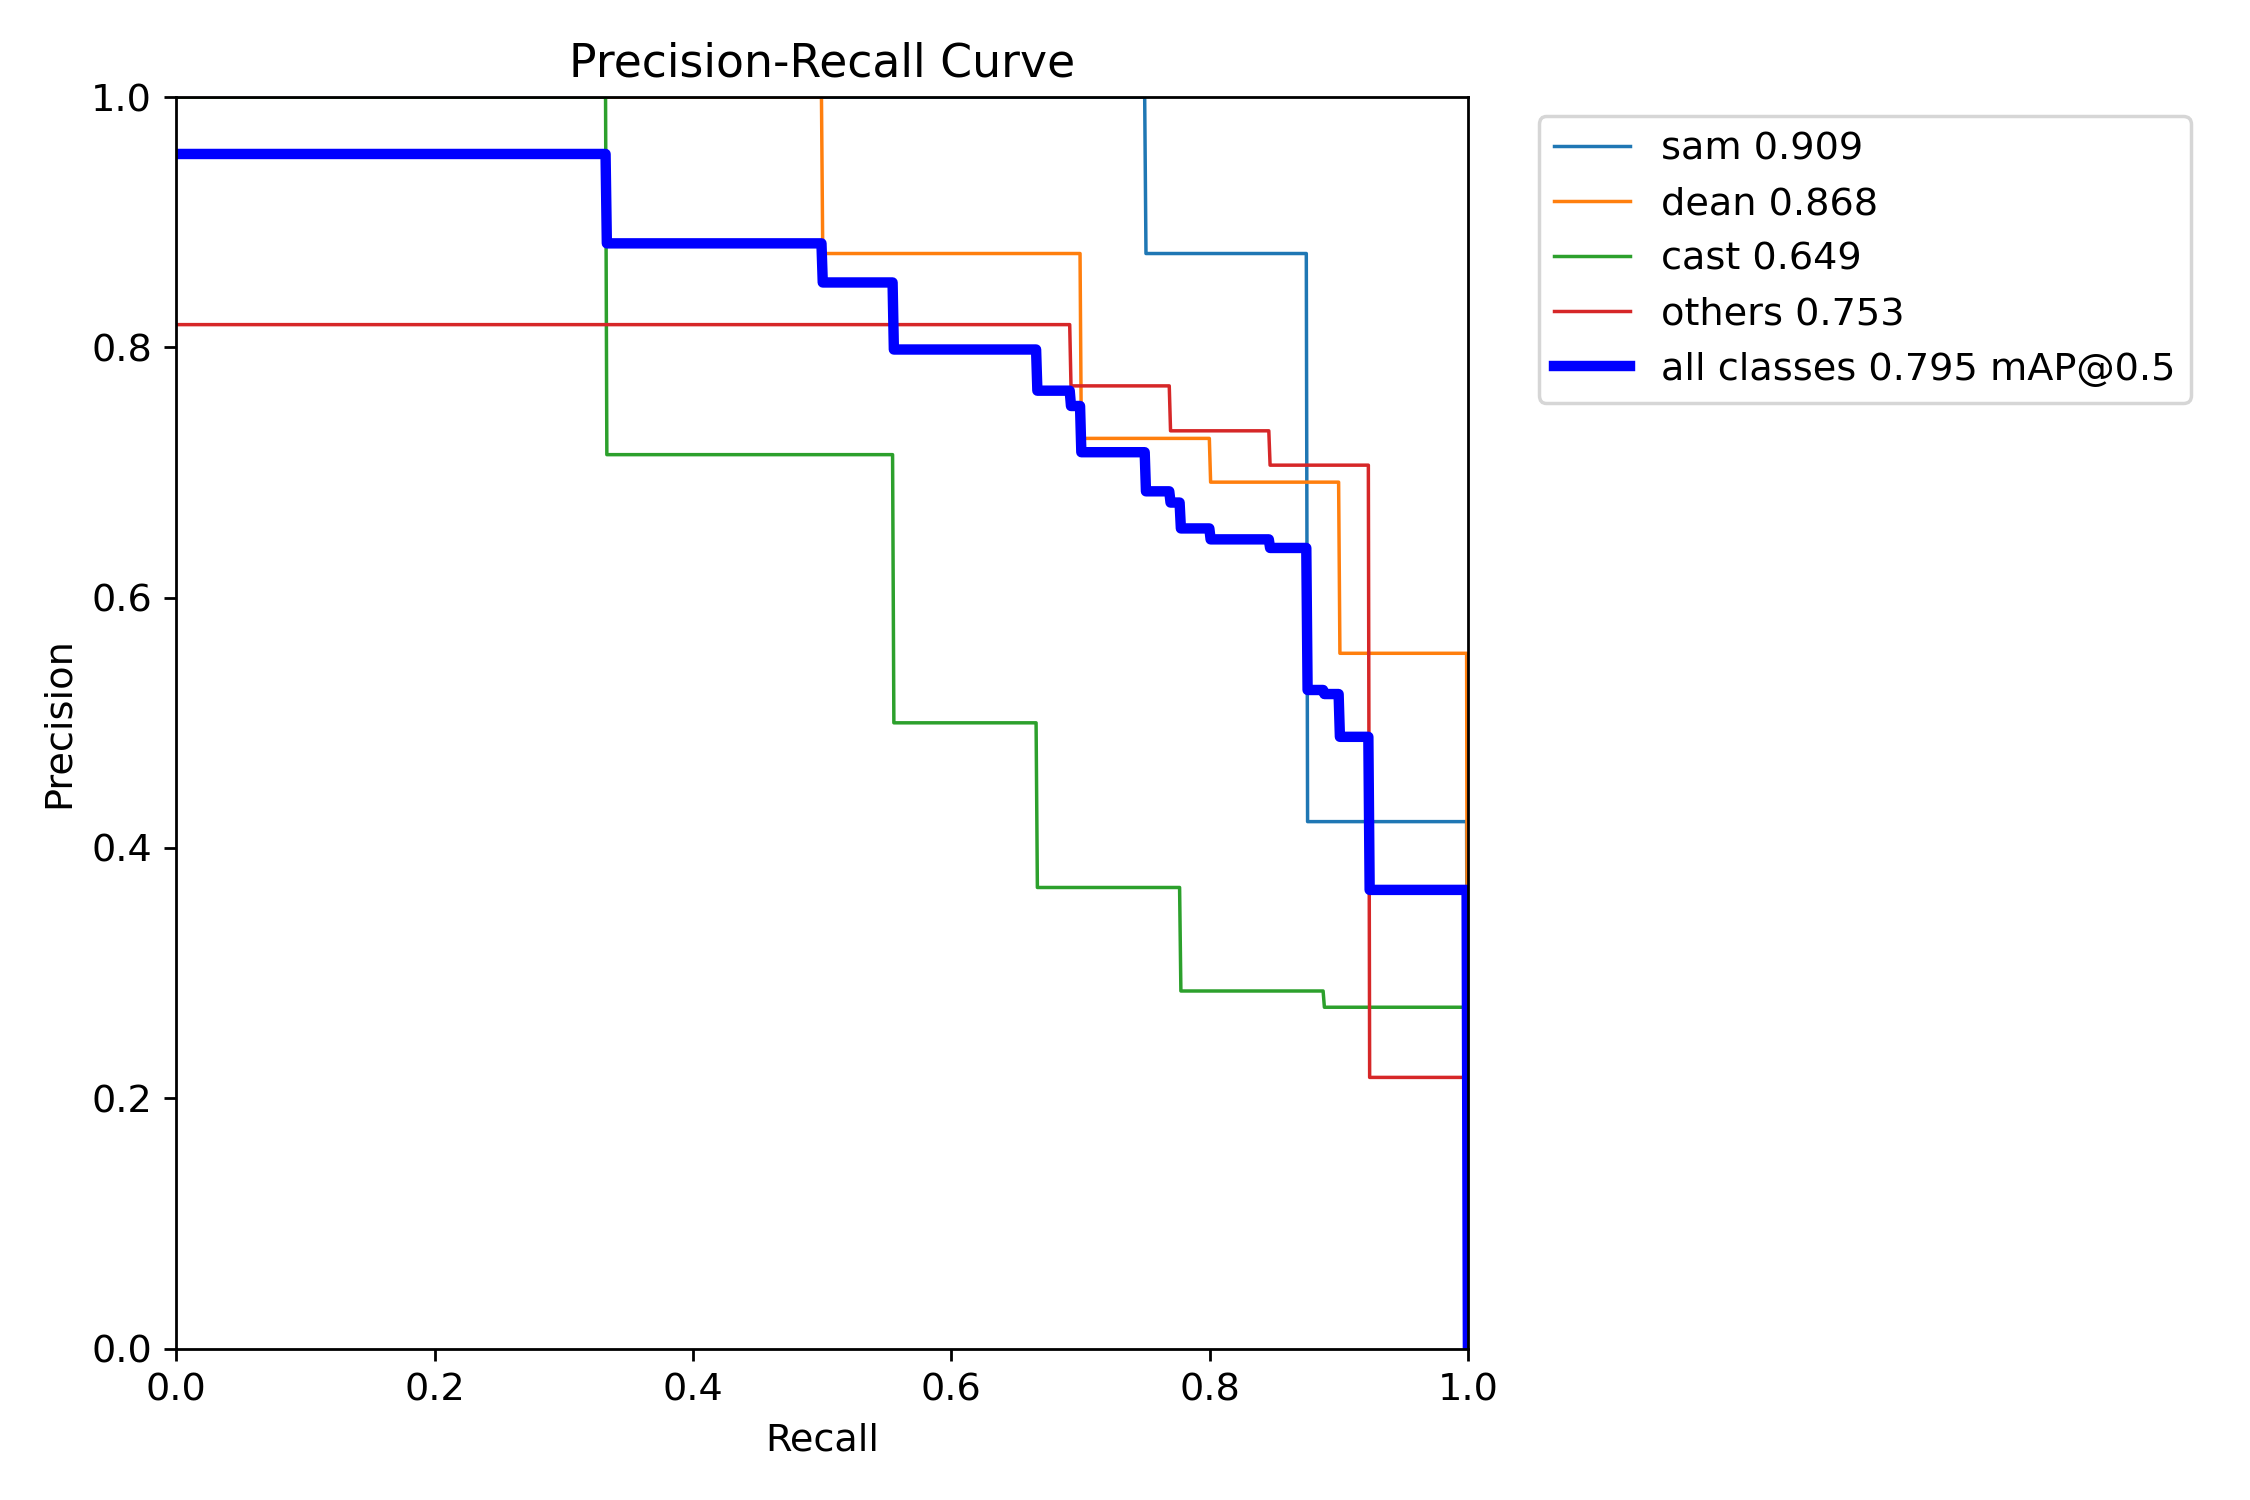 Precision-Recall Curve
1.0
0.8
0.6
0.4
0.2
0.0
Precision
0.0 0.2 0.4 0.6 0.8 1.0
Recall
sam 0.909
dean 0.868
cast 0.649
others 0.753
all classes 0.795 mAP@0.5